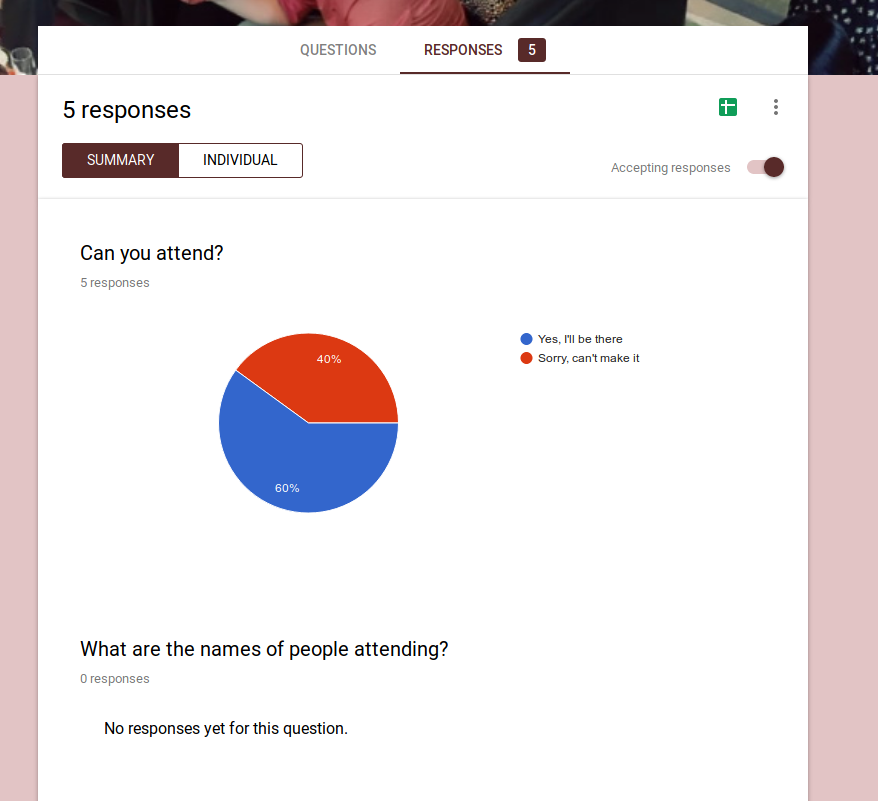 QUESTIONS RESPONSES 5
5 responses
SUMMARY INDIVIDUAL
Accepting responses
Can you attend?
5 responses
Yes, I'll be there
Sorry, can't make it
40%
60%
What are the names of people attending?
0 responses
No responses yet for this question.